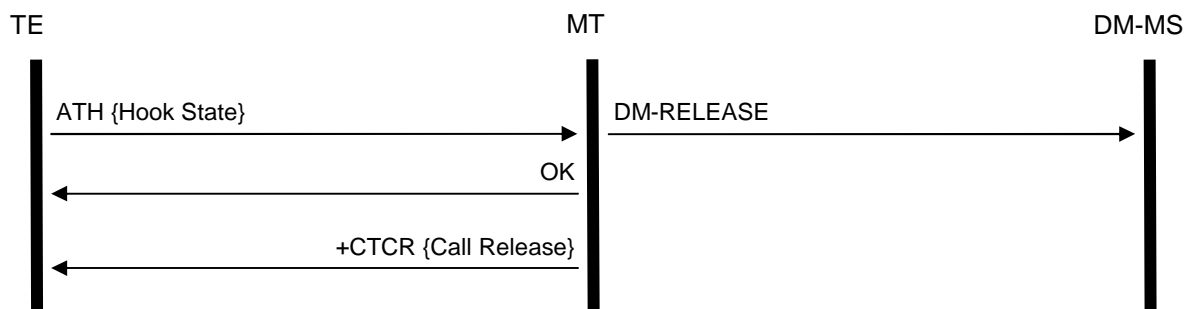 TE
MT
DM-MS
ATH {Hook State}
DM-RELEASE
OK
+CTCR {Call Release}